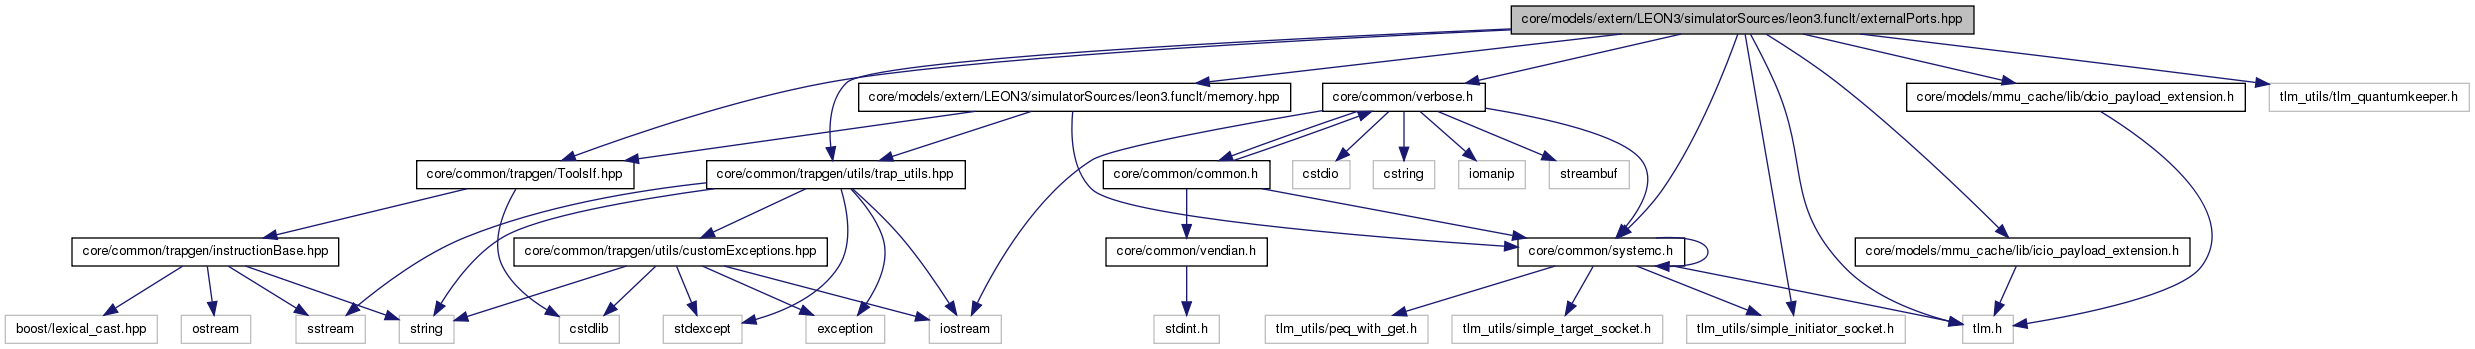 core/models/extern/LEON3/simulatorSources/leon3.funclt/externalPorts.hpp
core/models/extern/LEON3/simulatorSources/leon3.funclt/memory.hpp
core/common/verbose.h
core/models/mmu_cache/lib/dcio_payload_extension.h
tlm_utils/tlm_quantumkeeper.h
core/common/trapgen/ToolsIf.hpp
core/common/trapgen/utils/trap_utils.hpp
core/common/common.h
cstdio
cstring
iomanip
streambuf
core/common/trapgen/instructionBase.hpp
core/common/trapgen/utils/customExceptions.hpp
core/common/vendian.h
core/common/systemc.h
core/models/mmu_cache/lib/icio_payload_extension.h
boost/lexical_cast.hpp
ostream
sstream
string
cstdlib
stdexcept
exception
iostream
stdint.h
tlm_utils/peq_with_get.h
tlm_utils/simple_target_socket.h
tlm_utils/simple_initiator_socket.h
tlm.h